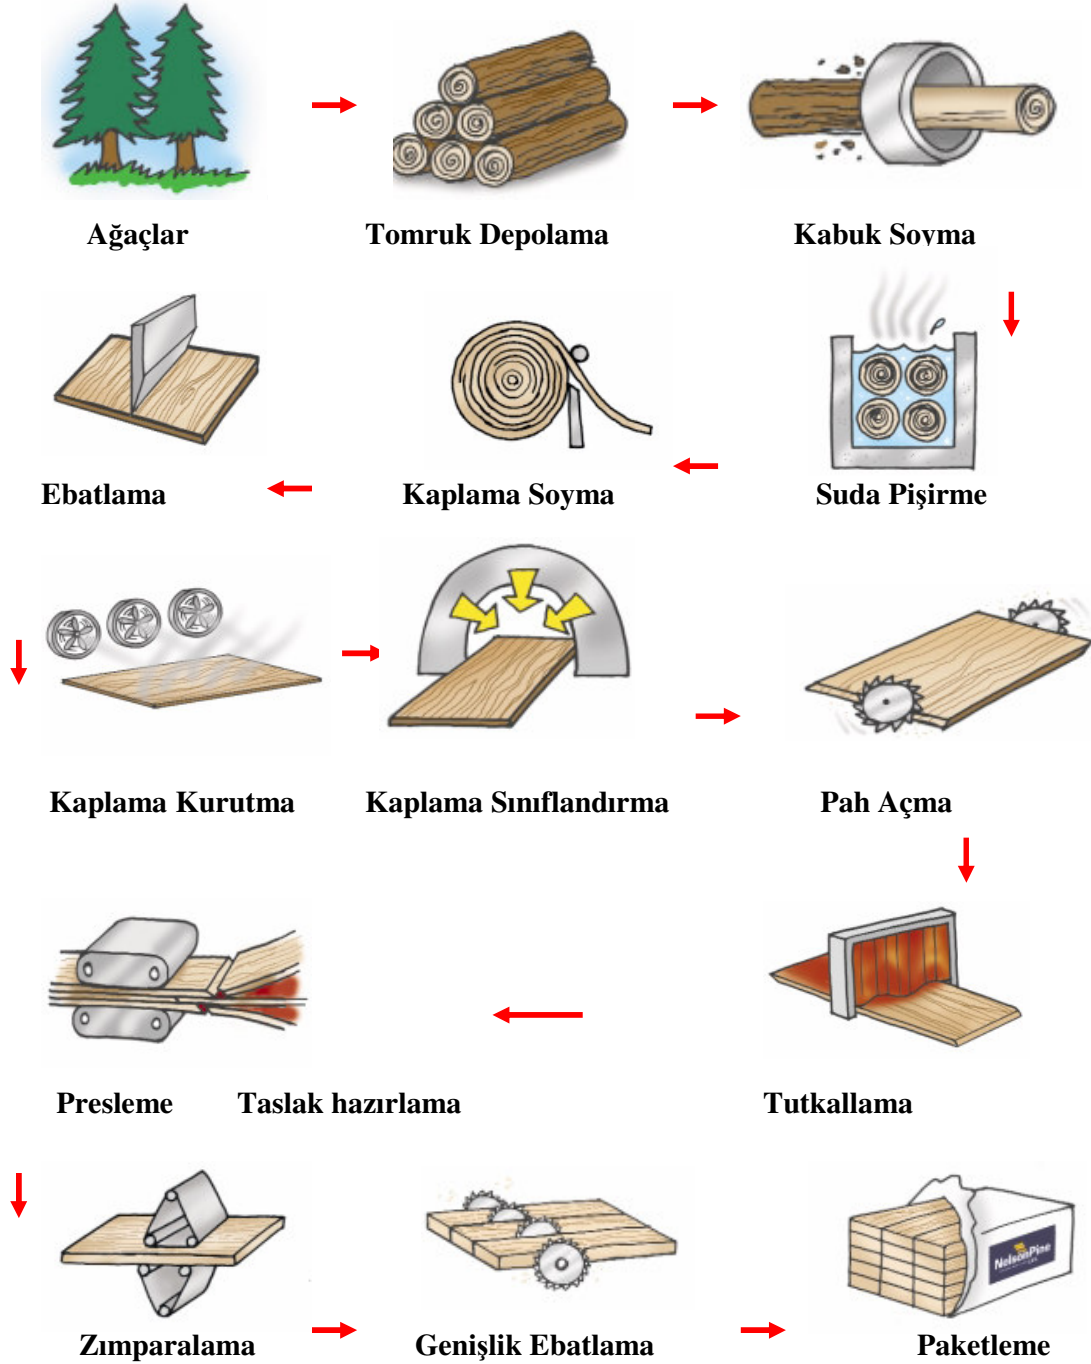 Ağaçlar
Tomruk Depolama
Kabuk Soyma
Ebatlama
Kaplama Soyma
Suda Pişirme
Kaplama Kurutma
Kaplama Sınıflandırma
Pah Açma
Presleme
Taslak hazırlama
Tutkallama
NelsonPine
Zımparalama
Genişlik Ebatlama
Paketleme